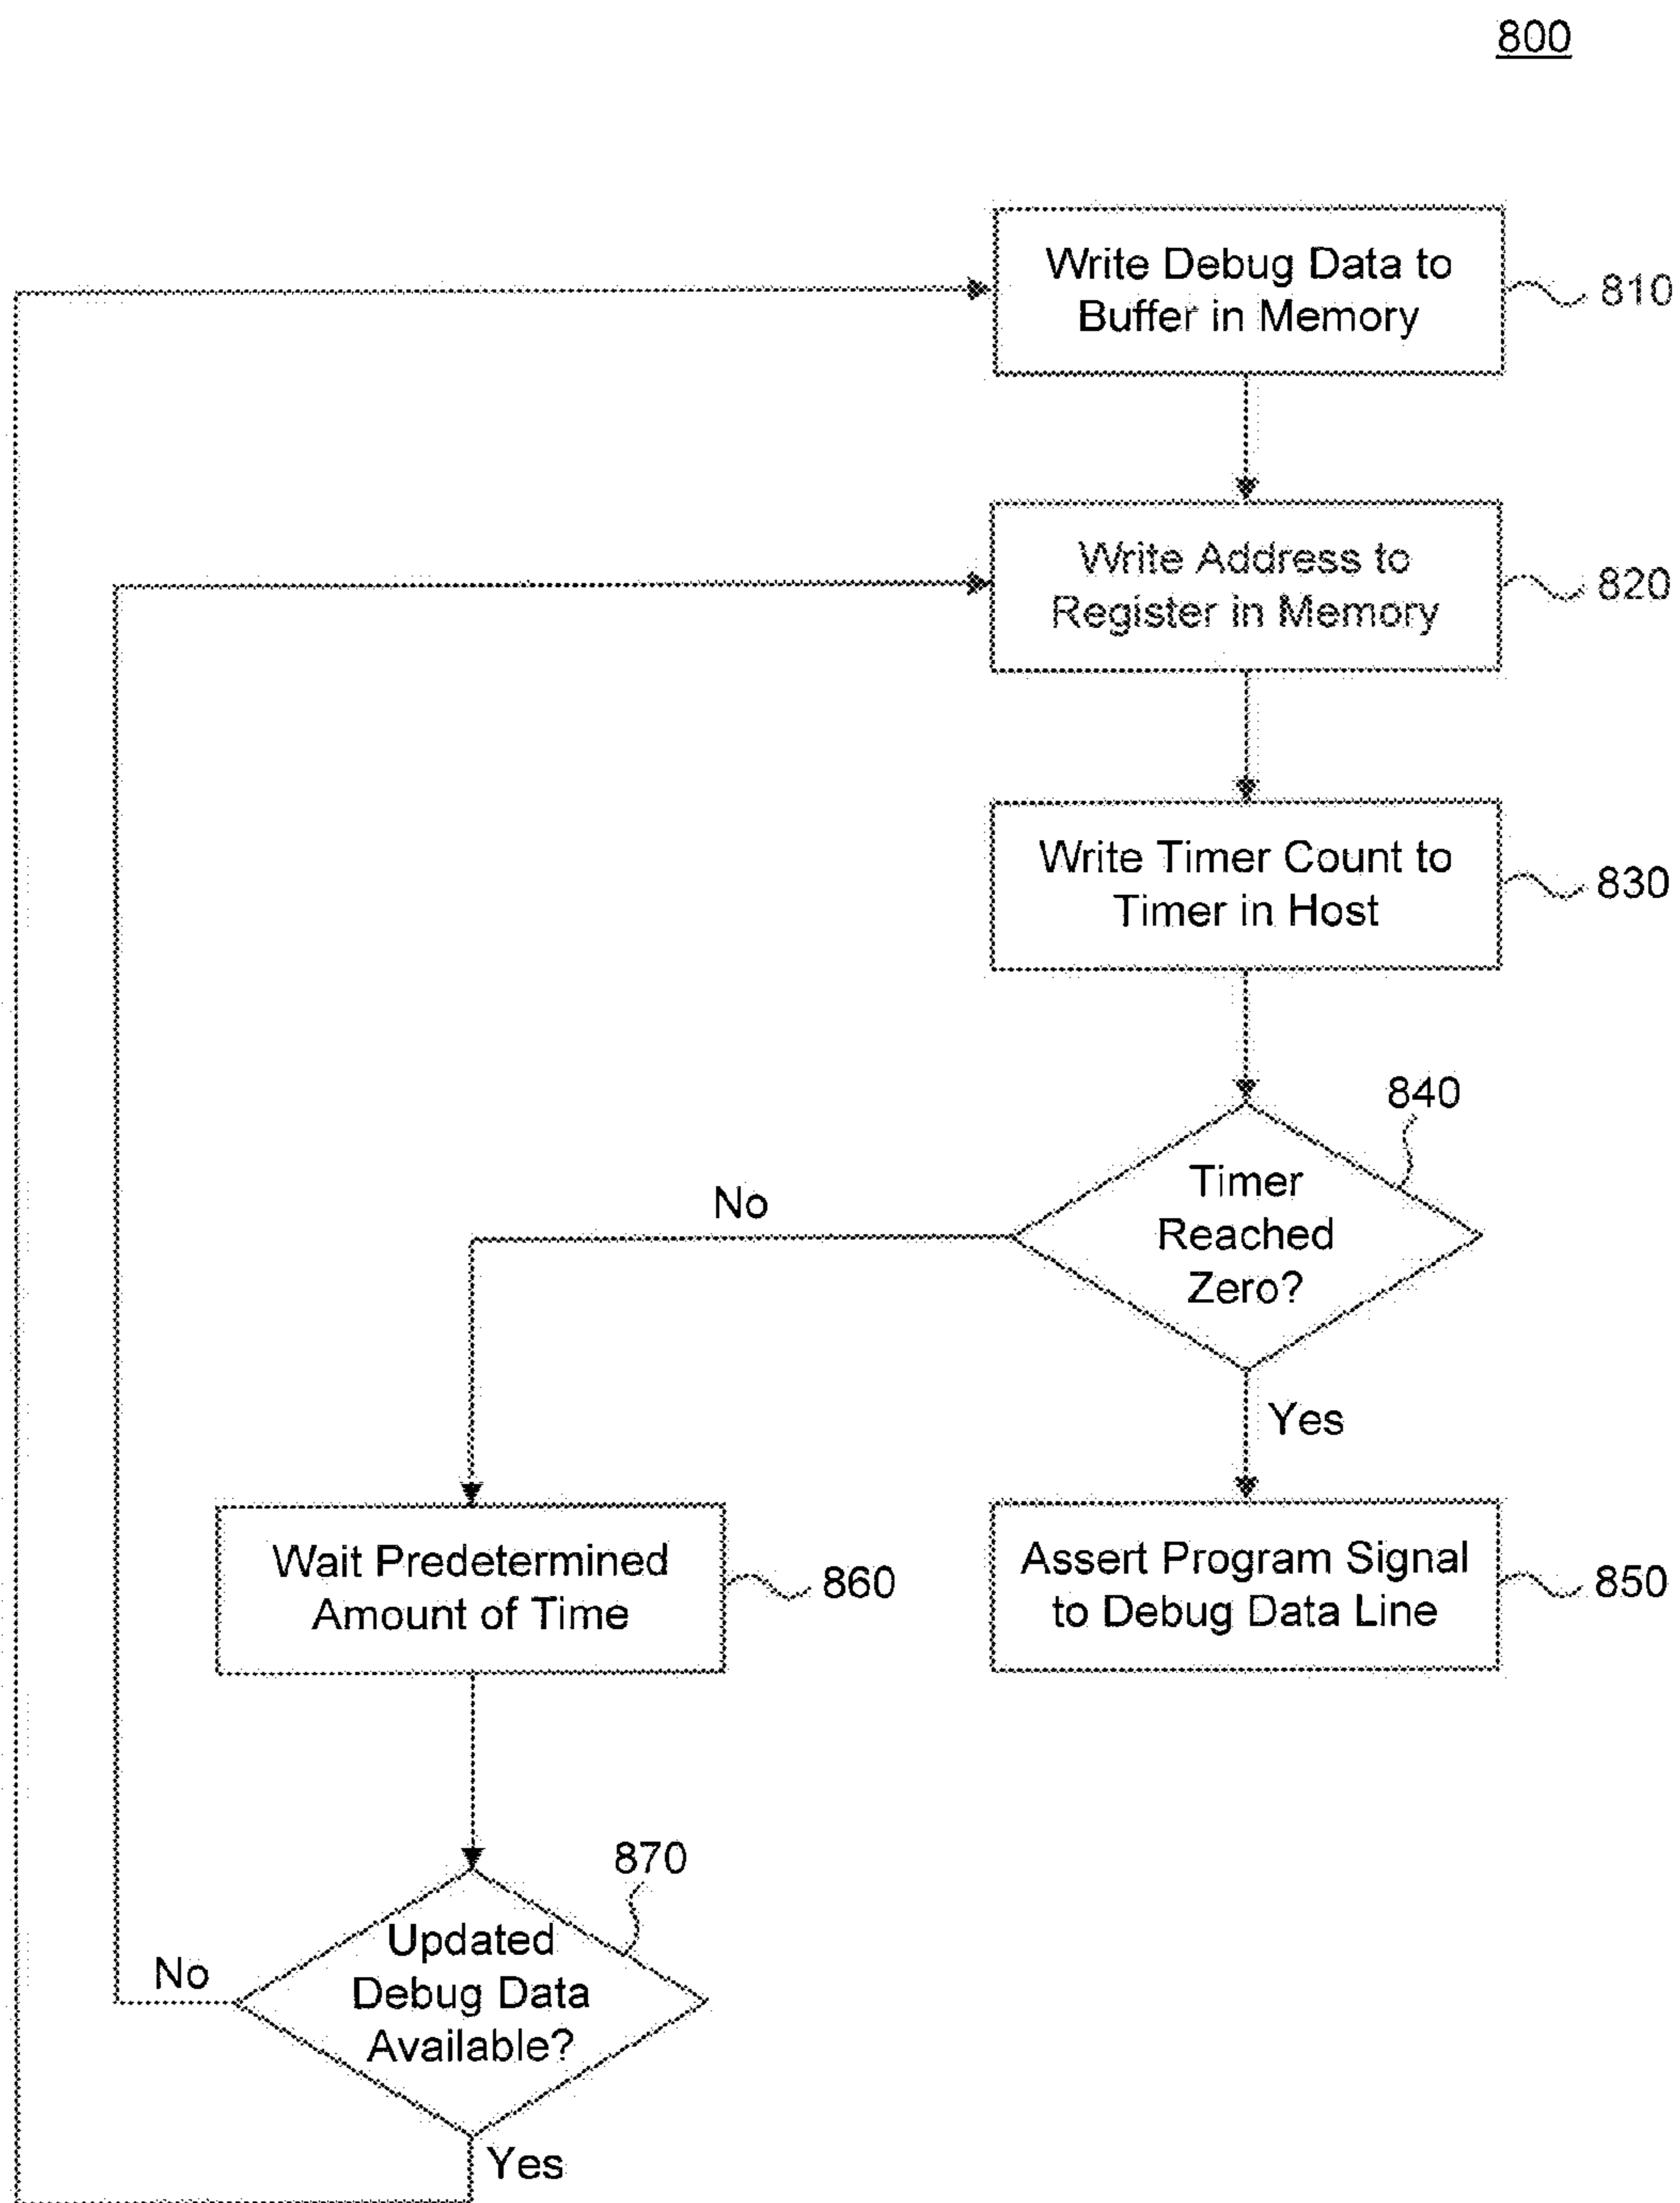 800
Write Debug Data to
Buffer in Memory
810
Write Address to
Register in Memory
820
Write Timer Count to
Timer in Host
830
840
Timer
Reached
Zero?
No
Yes
Wait Predetermined
Amount of Time
860
Assert Program Signal
to Debug Data Line
850
870
Updated
Debug Data
Available?
No
Yes